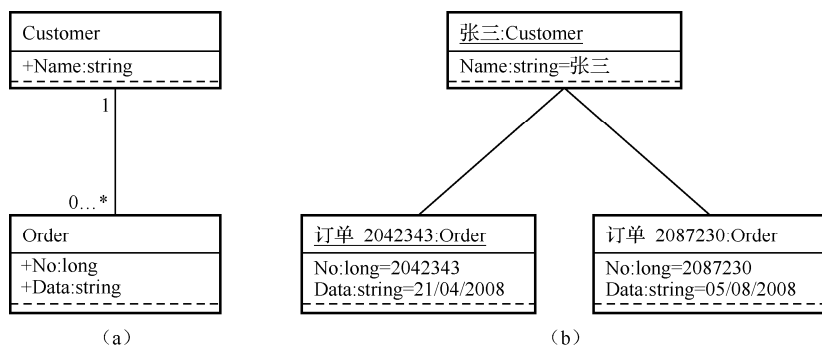 Customer
+Name:string
1
0…*
Order
+No:long
+Data:string
(a)
张三:Customer
Name:string=张三
订单 2042343:Order
No:long=2042343
Data:string=21/04/2008
订单 2087230:Order
No:long=2087230
Data:string=05/08/2008
(b)